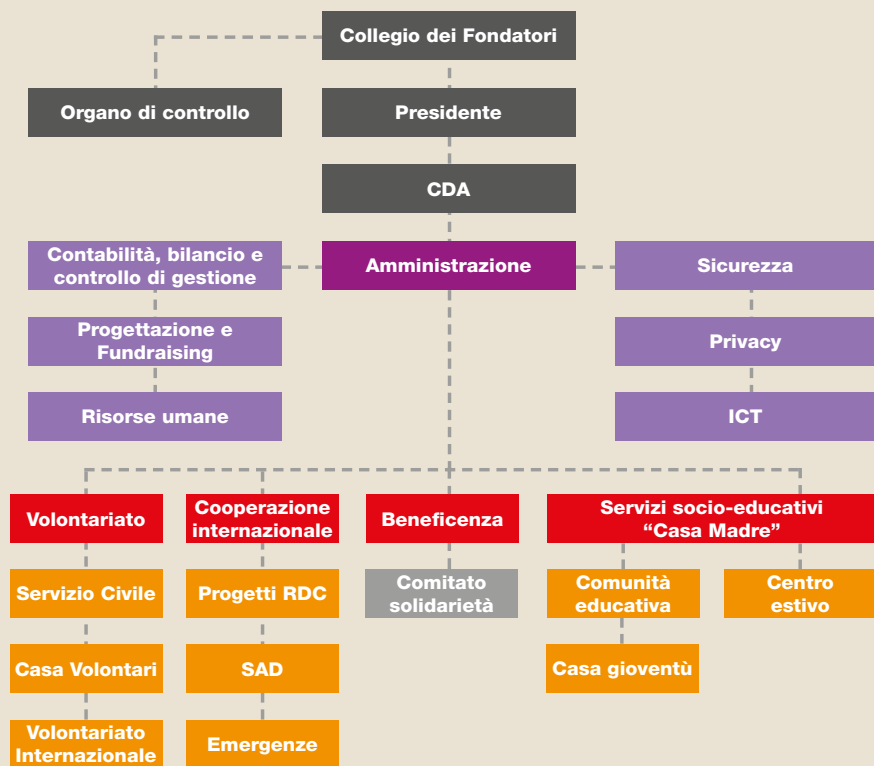 Collegio dei Fondatori
Organo di controllo
Presidente
CDA
Contabilità, bilancio e
controllo di gestione
Amministrazione
Sicurezza
Progettazione e
Fundraising
Privacy
Risorse umane
ICT
Volontariato
Cooperazione
internazionale
Beneficenza
Servizi socio-educativi
“Casa Madre”
Servizio Civile
Progetti RDC
Comitato
solidarietà
Comunità
educativa
Centro
estivo
Casa Volontari
SAD
Casa gioventù
Volontariato
Internazionale
Emergenze